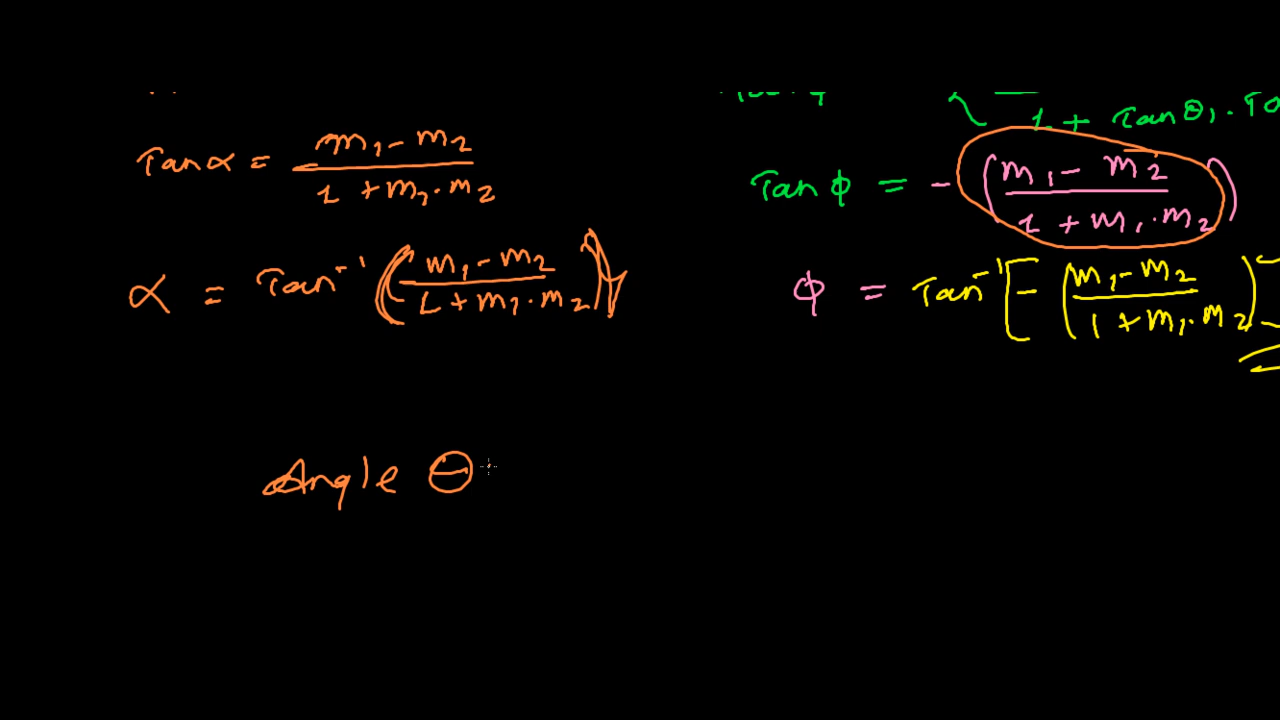 1 + Tan θ₁ .
Tan α = (m₁ - m₂) / (1 + m₁ . m₂)
Tan ϕ = - ((m₁ - m₂) / (1 + m₁ . m₂))
α = Tan⁻¹ ((m₁ - m₂) / (1 + m₁ . m₂))
ϕ = Tan⁻¹ [- ((m₁ - m₂) / (1 + m₁ . m₂))
Angle θ